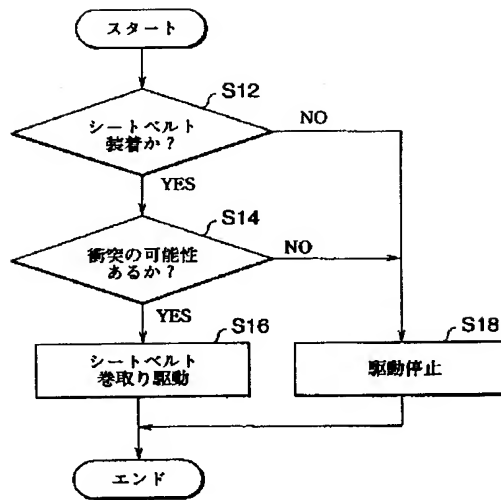 スタート
S12
シートベルト
装着か？
NO
YES
S14
衝突の可能性
あるか？
NO
YES
S16
シートベルト
巻取り駆動
S18
駆動停止
エンド